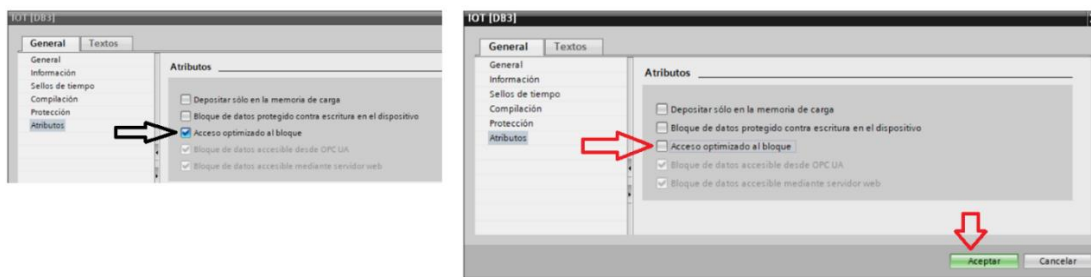 IOT [DB3]
General Textos
General
Información
Sellos de tiempo
Compilación
Protección
Atributos
Atributos
Depositar sólo en la memoria de carga
Bloque de datos protegido contra escritura en el dispositivo
Acceso optimizado al bloque
Bloque de datos accesible desde OPC UA
Bloque de datos accesible mediante servidor web
IOT [DB3]
General Textos
General
Información
Sellos de tiempo
Compilación
Protección
Atributos
Atributos
Depositar sólo en la memoria de carga
Bloque de datos protegido contra escritura en el dispositivo
Acceso optimizado al bloque
Bloque de datos accesible desde OPC UA
Bloque de datos accesible mediante servidor web
Aceptar Cancelar